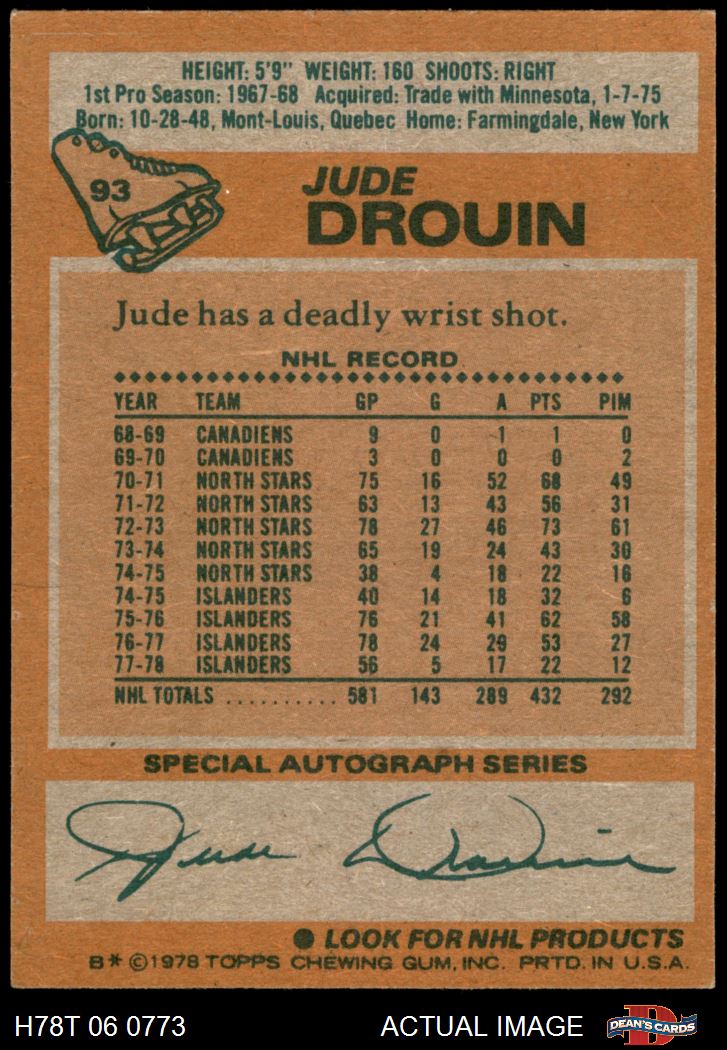 HEIGHT: 5'9" WEIGHT: 160 SHOOTS: RIGHT
1st Pro Season: 1967-68 Acquired: Trade with Minnesota, 1-7-75
Born: 10-28-48, Mont-Louis, Quebec Home: Farmingdale, New York
93
JUDE
DROUIN
Jude has a deadly wrist shot.
NHL RECORD
YEAR TEAM GP G A PTS PIM
68-69 CANADIENS 9 0 1 1 0
69-70 CANADIENS 3 0 0 0 2
70-71 NORTH STARS 75 16 52 68 49
71-72 NORTH STARS 63 13 43 56 31
72-73 NORTH STARS 78 27 46 73 61
73-74 NORTH STARS 65 19 24 43 30
74-75 NORTH STARS 38 4 18 22 16
74-75 ISLANDERS 40 14 18 32 6
75-76 ISLANDERS 76 21 41 62 58
76-77 ISLANDERS 78 24 29 53 27
77-78 ISLANDERS 56 5 17 22 12
NHL TOTALS .......... 581 143 289 432 292
SPECIAL AUTOGRAPH SERIES
Jude Drouin
● LOOK FOR NHL PRODUCTS
B* ©1978 TOPPS CHEWING GUM, INC. PRTD. IN U.S.A.
H78T 06 0773 ACTUAL IMAGE DEAN'S CARDS